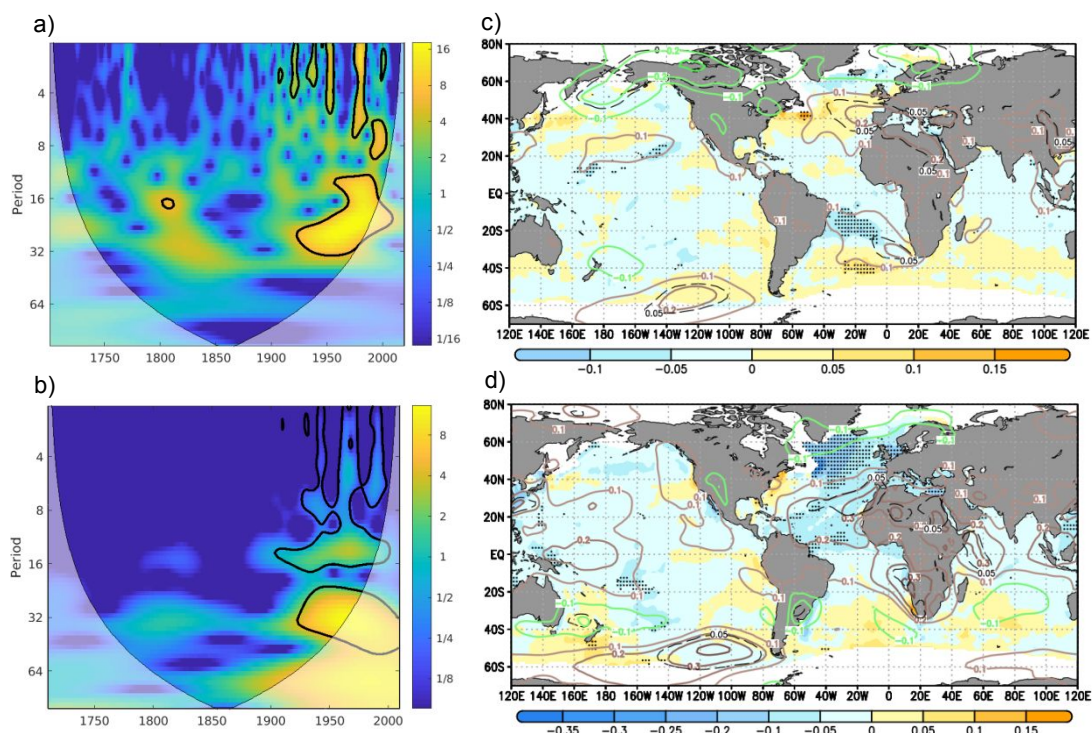 a)
16
8
4
2
1
1/2
1/4
1/8
1/16
Period
4
8
16
32
64
1750 1800 1850 1900 1950 2000
b)
8
4
2
1
1/2
1/4
1/8
Period
4
8
16
32
64
1750 1800 1850 1900 1950 2000
c)
80N
60N
40N
20N
EQ
20S
40S
60S
120E 140E 160E 180 160W 140W 120W 100W 80W 60W 40W 20W 0 20E 40E 60E 80E 100E 120E
−0.1 −0.05 0 0.05 0.1 0.15
d)
80N
60N
40N
20N
EQ
20S
40S
60S
120E 140E 160E 180 160W 140W 120W 100W 80W 60W 40W 20W 0 20E 40E 60E 80E 100E 120E
−0.35 −0.3 −0.25 −0.2 −0.15 −0.1 −0.05 0 0.05 0.1 0.15